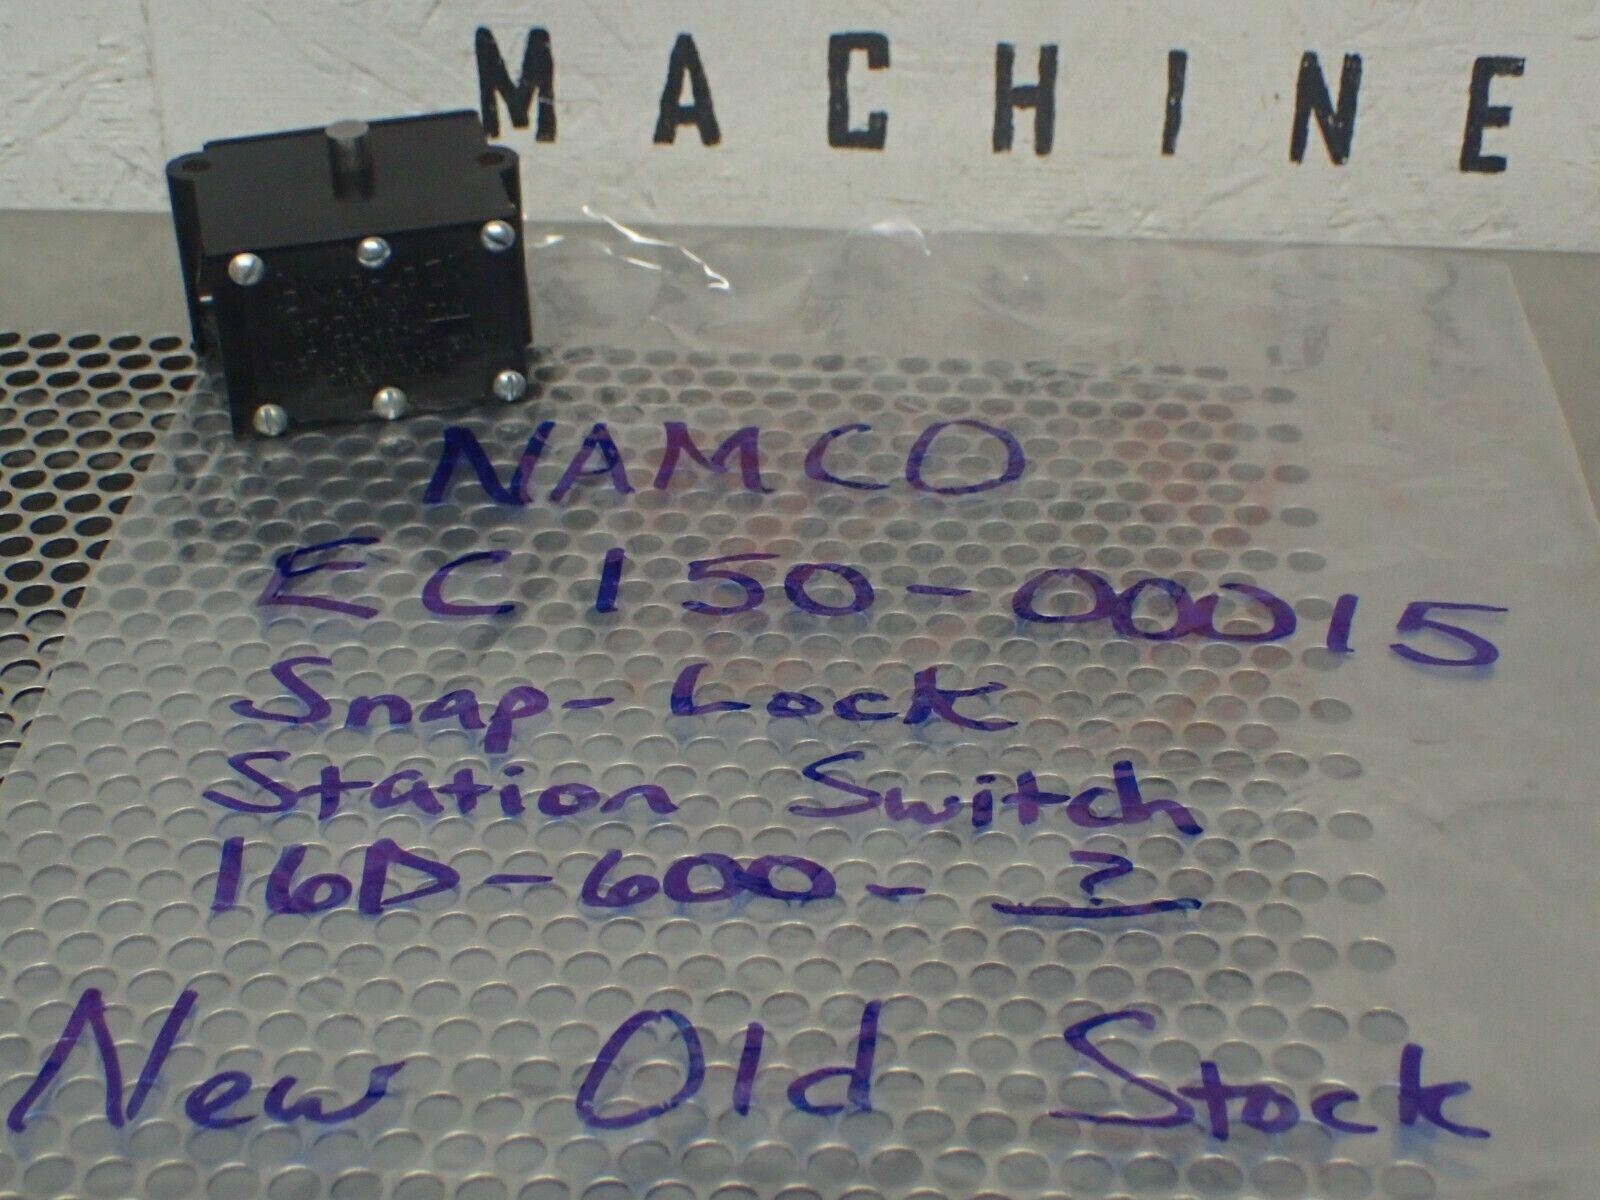 MACHINE
NAMCO
EC150-00015
Snap-Lock
Station Switch
16D-600-?
New Old Stock